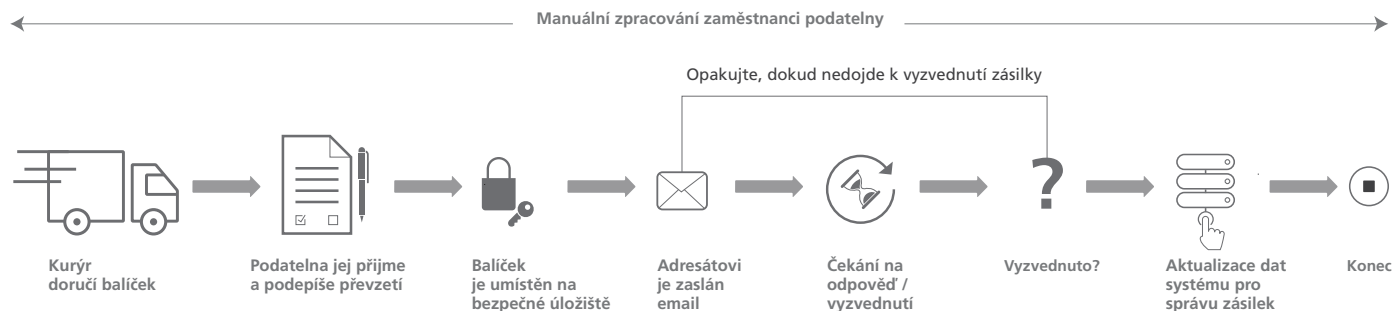 Manuální zpracování zaměstnanci podatelny
Opakujte, dokud nedojde k vyzvednutí zásilky
Kurýr
doručí balíček
Podatelna jej přijme
a podepíše převzetí
Balíček
je umístěn na
bezpečné úložiště
Adresátovi
je zaslán
email
Čekání na
odpověď /
vyzvednutí
?
Vyzvednuto?
Aktualizace dat
systému pro
správu zásilek
Konec